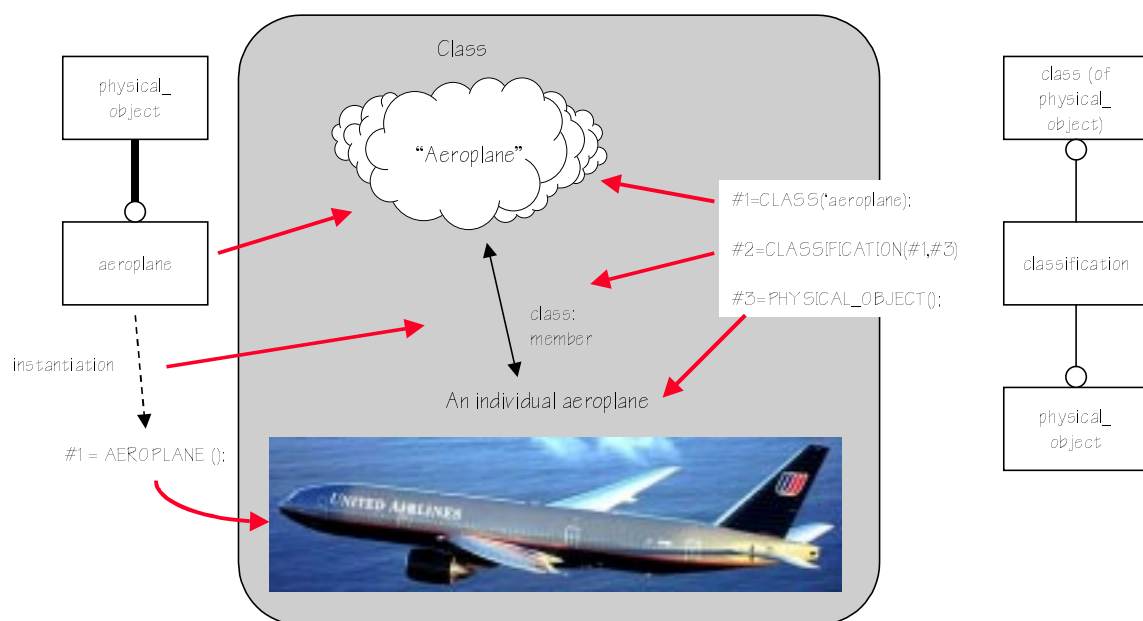 Class
physical_
object
"Aeroplane"
aeroplane
class:
member
instantiation
An individual aeroplane
#1 = AEROPLANE ();
UNITED AIRLINES
#1=CLASS('aeroplane);
#2=CLASSIFICATION(#1,#3)
#3=PHYSICAL_OBJECT();
class (of
physical_
object)
classification
physical_
object